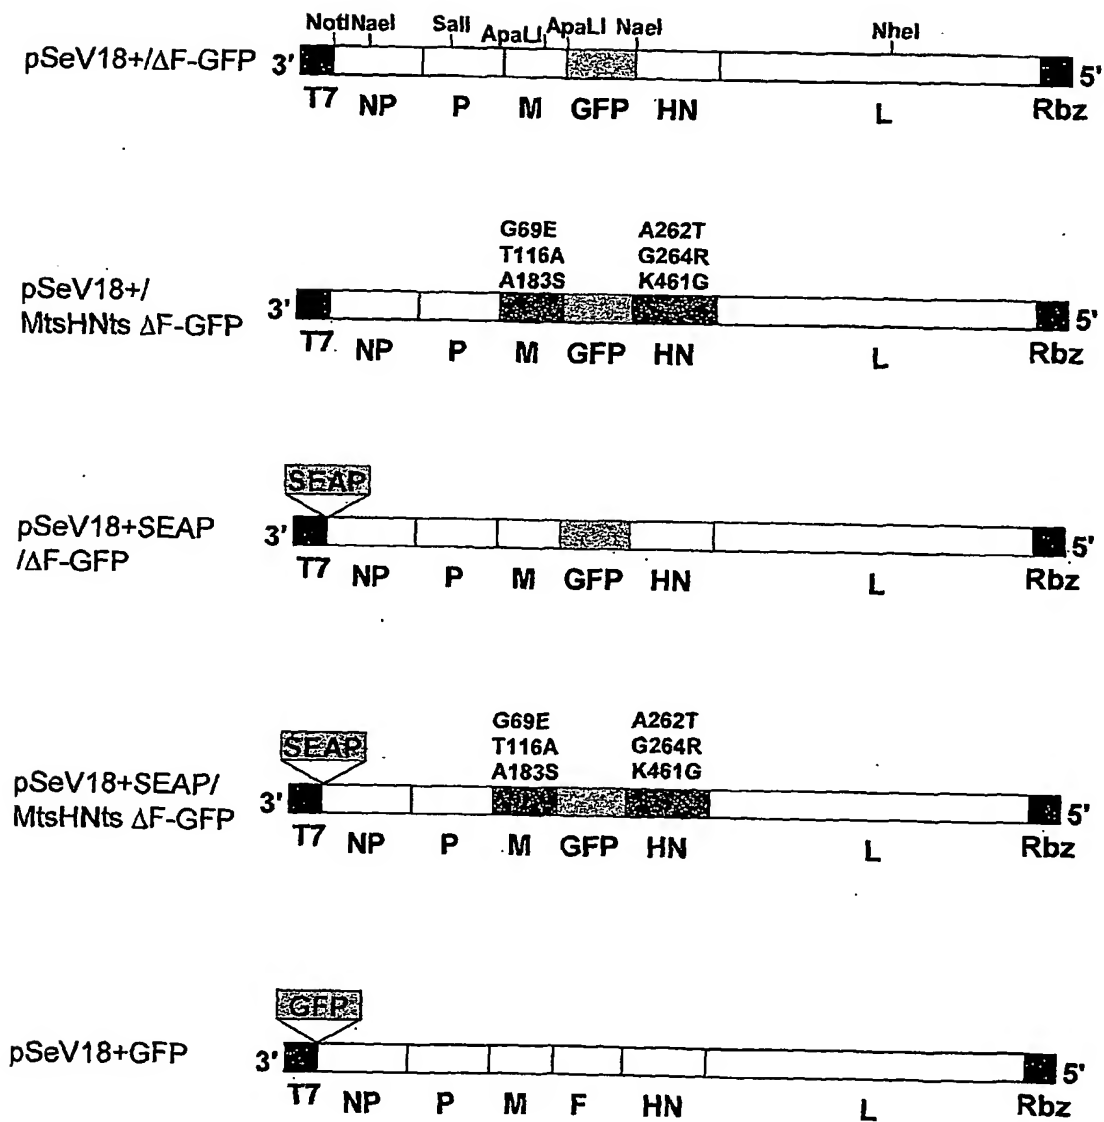 NotI NaeI SalI ApaLI ApaLI NaeI NheI
pSeV18+/ΔF-GFP 3' 5'
T7 NP P M GFP HN L Rbz
G69E A262T
T116A G264R
A183S K461G
pSeV18+/
MtsHNts ΔF-GFP
3' 5'
T7 NP P M GFP HN L Rbz
SEAP
pSeV18+SEAP
/ΔF-GFP
3' 5'
T7 NP P M GFP HN L Rbz
G69E A262T
T116A G264R
A183S K461G
SEAP
pSeV18+SEAP/
MtsHNts ΔF-GFP
3' 5'
T7 NP P M GFP HN L Rbz
GFP
pSeV18+GFP 3' 5'
T7 NP P M F HN L Rbz